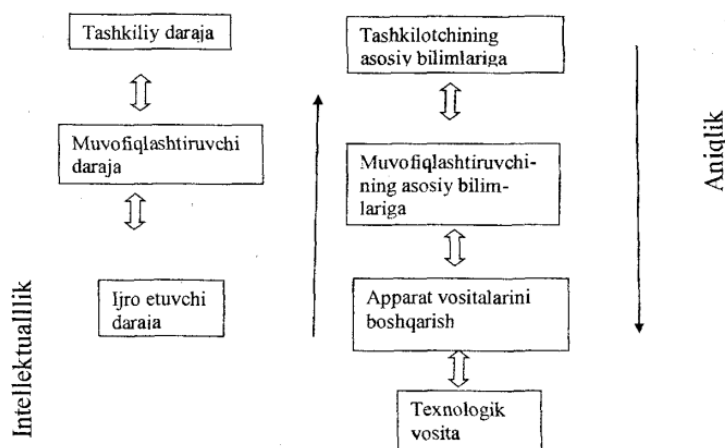 Tashkiliy daraja
Muvofiqlashtiruvchi
daraja
Ijro etuvchi
daraja
Intellektualllik
Tashkilotchining
asosiy bilimlariga
Muvofiqlashtiruvchi-
ning asosiy bilim-
lariga
Apparat vositalarini
boshqarish
Texnologik
vosita
Aniqlik